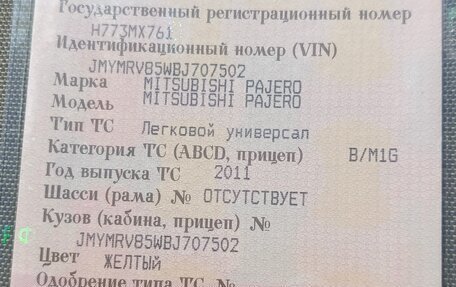 Государственный регистрационный номер
Н773МХ761
Идентификационный номер (VIN)
JMYMRV85WBJ707502
Марка MITSUBISHI PAJERO
Модель MITSUBISHI PAJERO
Тип ТС Легковой универсал
Категория ТС (ABCD, прицеп) B/M1G
Год выпуска ТС 2011
Шасси (рама) № ОТСУТСТВУЕТ
Кузов (кабина, прицеп) №
JMYMRV85WBJ707502
Цвет ЖЕЛТЫЙ
Одобрение типа ТС №